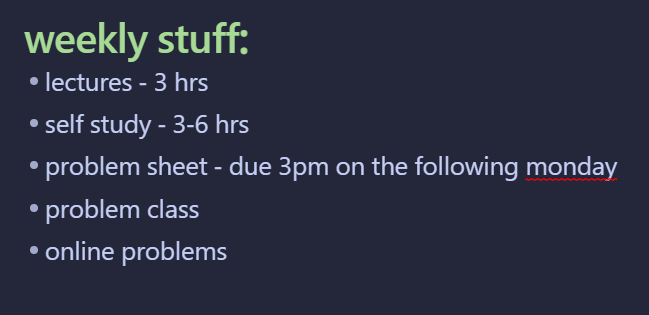 weekly stuff:
• lectures - 3 hrs
• self study - 3-6 hrs
• problem sheet - due 3pm on the following monday
• problem class
• online problems